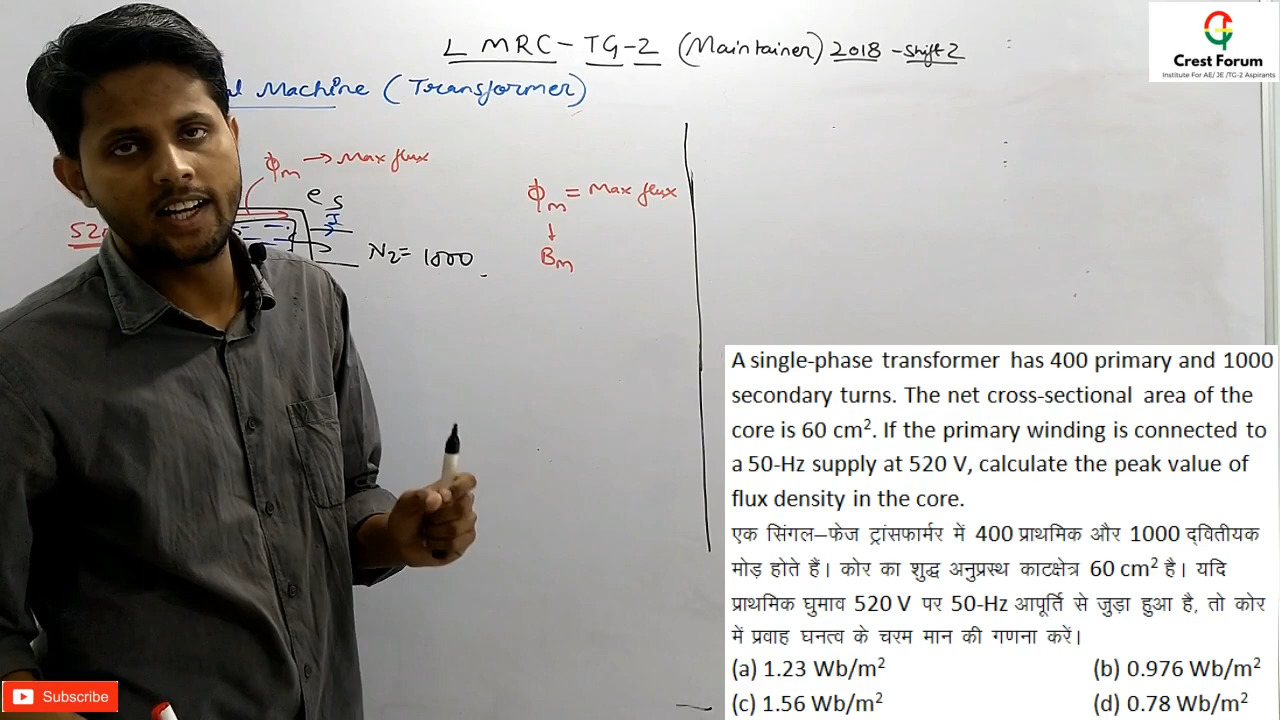 L MRC - TG-2 (Maintainer) 2018 - Shift 2
Crest Forum
Institute For AE/ JE /TG-2 Aspirants
Machine (Transformer)
ϕm → Max flux
es
ϕm = Max flux
N2 = 1000
↓
Bm
A single-phase transformer has 400 primary and 1000
secondary turns. The net cross-sectional area of the
core is 60 cm². If the primary winding is connected to
a 50-Hz supply at 520 V, calculate the peak value of
flux density in the core.
एक सिंगल–फेज ट्रांसफार्मर में 400 प्राथमिक और 1000 द्वितीयक
मोड़ होते हैं। कोर का शुद्ध अनुप्रस्थ काटक्षेत्र 60 cm² है। यदि
प्राथमिक घुमाव 520 V पर 50-Hz आपूर्ति से जुड़ा हुआ है, तो कोर
में प्रवाह घनत्व के चरम मान की गणना करें।
(a) 1.23 Wb/m² (b) 0.976 Wb/m²
(c) 1.56 Wb/m² (d) 0.78 Wb/m²
Subscribe